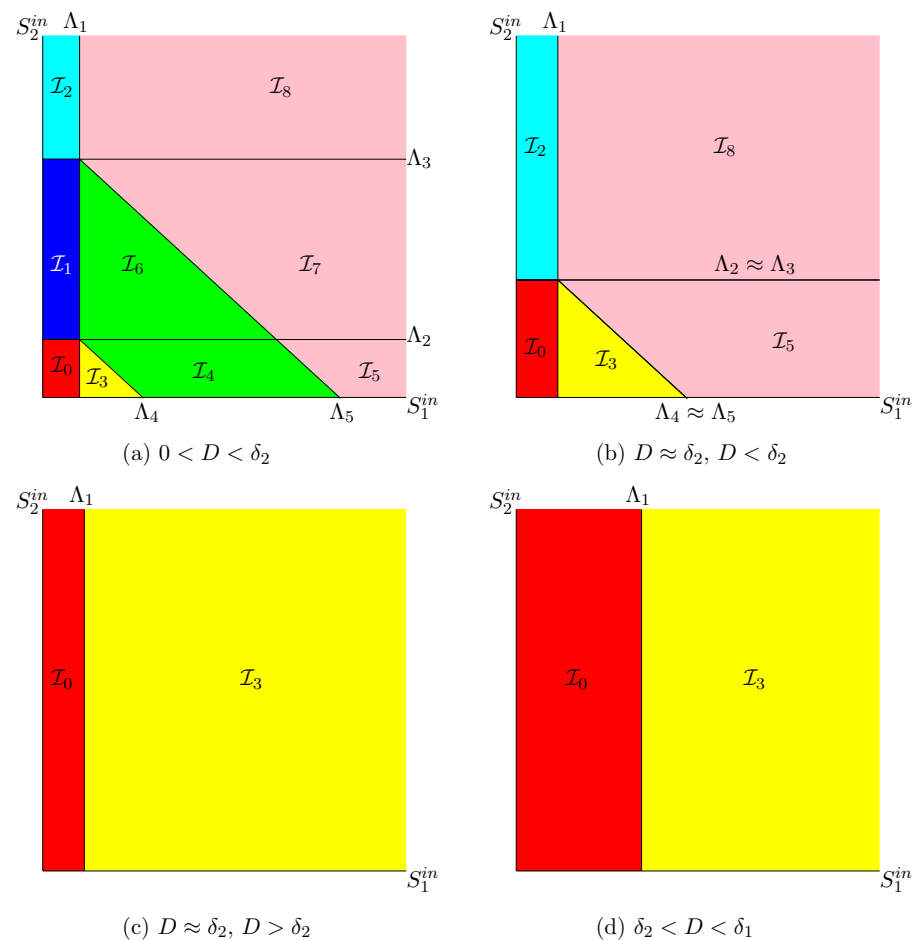 S_2^{in} Λ_1
I_2 I_8
Λ_3
I_1 I_6 I_7
Λ_2
I_0 I_3 I_4 I_5
S_1^{in}
Λ_4 Λ_5
(a) 0 < D < δ_2
S_2^{in} Λ_1
I_2 I_8
Λ_2 ≈ Λ_3
I_0 I_3 I_5
S_1^{in}
Λ_4 ≈ Λ_5
(b) D ≈ δ_2, D < δ_2
S_2^{in} Λ_1
I_0 I_3
S_1^{in}
(c) D ≈ δ_2, D > δ_2
S_2^{in} Λ_1
I_0 I_3
S_1^{in}
(d) δ_2 < D < δ_1